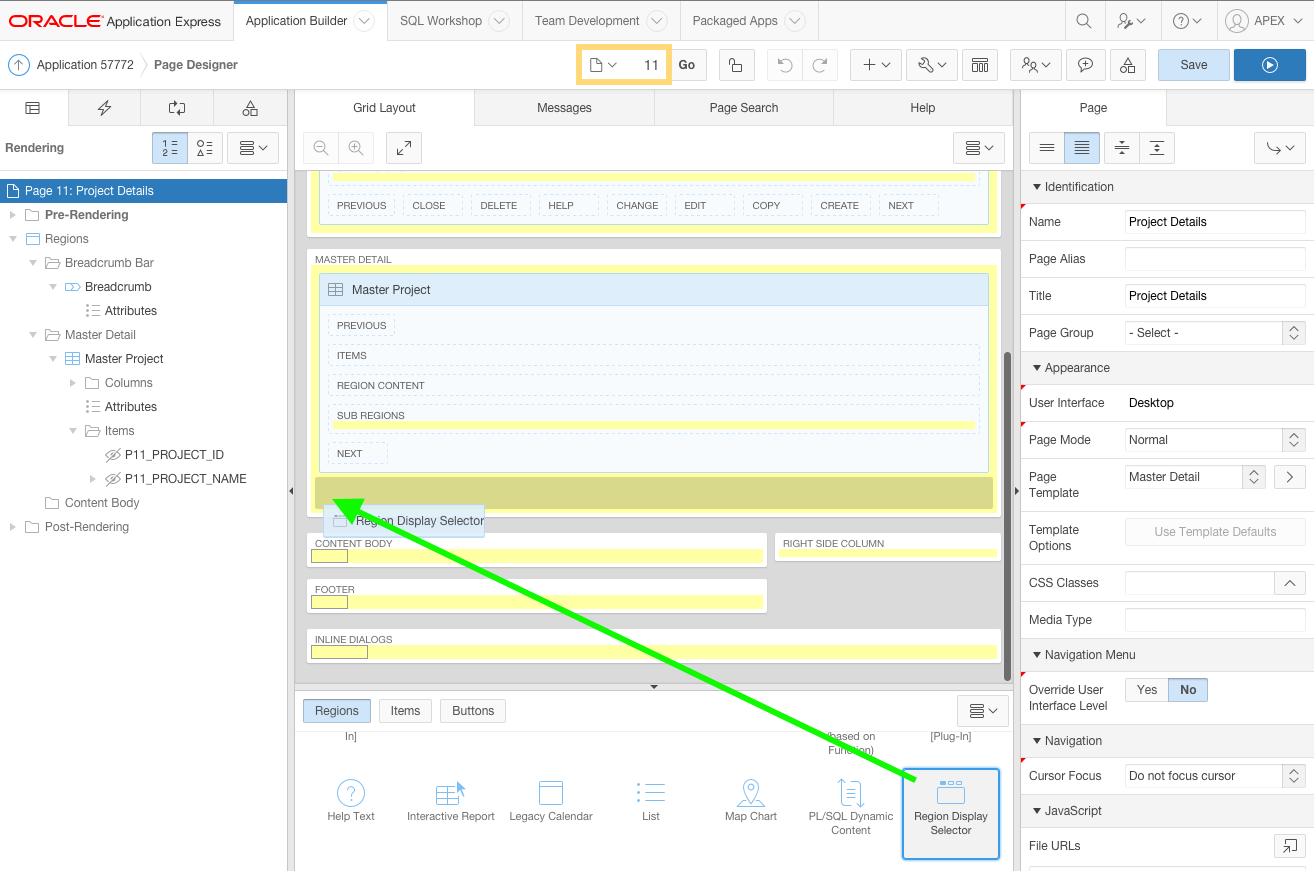 ORACLE Application Express
Application Builder
SQL Workshop
Team Development
Packaged Apps
APEX
Application 57772
Page Designer
11
Go
Save
Rendering
Page 11: Project Details
Pre-Rendering
Regions
Breadcrumb Bar
Breadcrumb
Attributes
Master Detail
Master Project
Columns
Attributes
Items
P11_PROJECT_ID
P11_PROJECT_NAME
Content Body
Post-Rendering
Grid Layout
Messages
Page Search
Help
PREVIOUS
CLOSE
DELETE
HELP
CHANGE
EDIT
COPY
CREATE
NEXT
MASTER DETAIL
Master Project
PREVIOUS
ITEMS
REGION CONTENT
SUB REGIONS
NEXT
Region Display Selector
CONTENT BODY
RIGHT SIDE COLUMN
FOOTER
INLINE DIALOGS
Regions
Items
Buttons
In]
(based on
Function)
[Plug-In]
Help Text
Interactive Report
Legacy Calendar
List
Map Chart
PL/SQL Dynamic
Content
Region Display
Selector
Page
Identification
Name
Project Details
Page Alias
Title
Project Details
Page Group
- Select -
Appearance
User Interface
Desktop
Page Mode
Normal
Page
Template
Master Detail
Template
Options
Use Template Defaults
CSS Classes
Media Type
Navigation Menu
Override User
Interface Level
Yes
No
Navigation
Cursor Focus
Do not focus cursor
JavaScript
File URLs